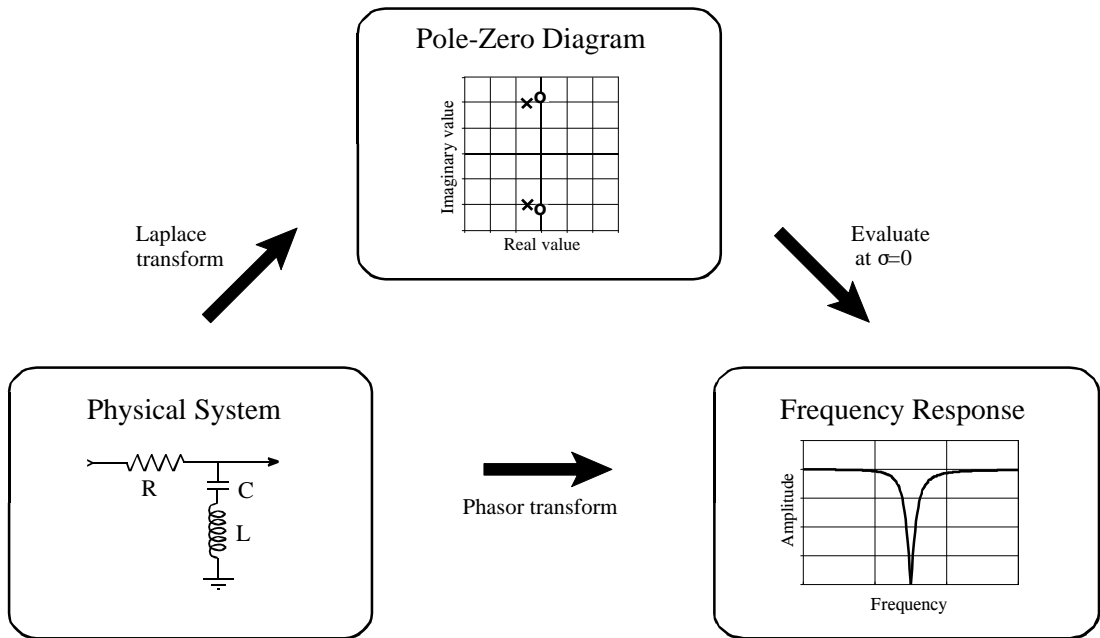 Pole-Zero Diagram
Imaginary value
Real value
Laplace
transform
Evaluate
at σ=0
Physical System
R
C
L
Phasor transform
Frequency Response
Amplitude
Frequency